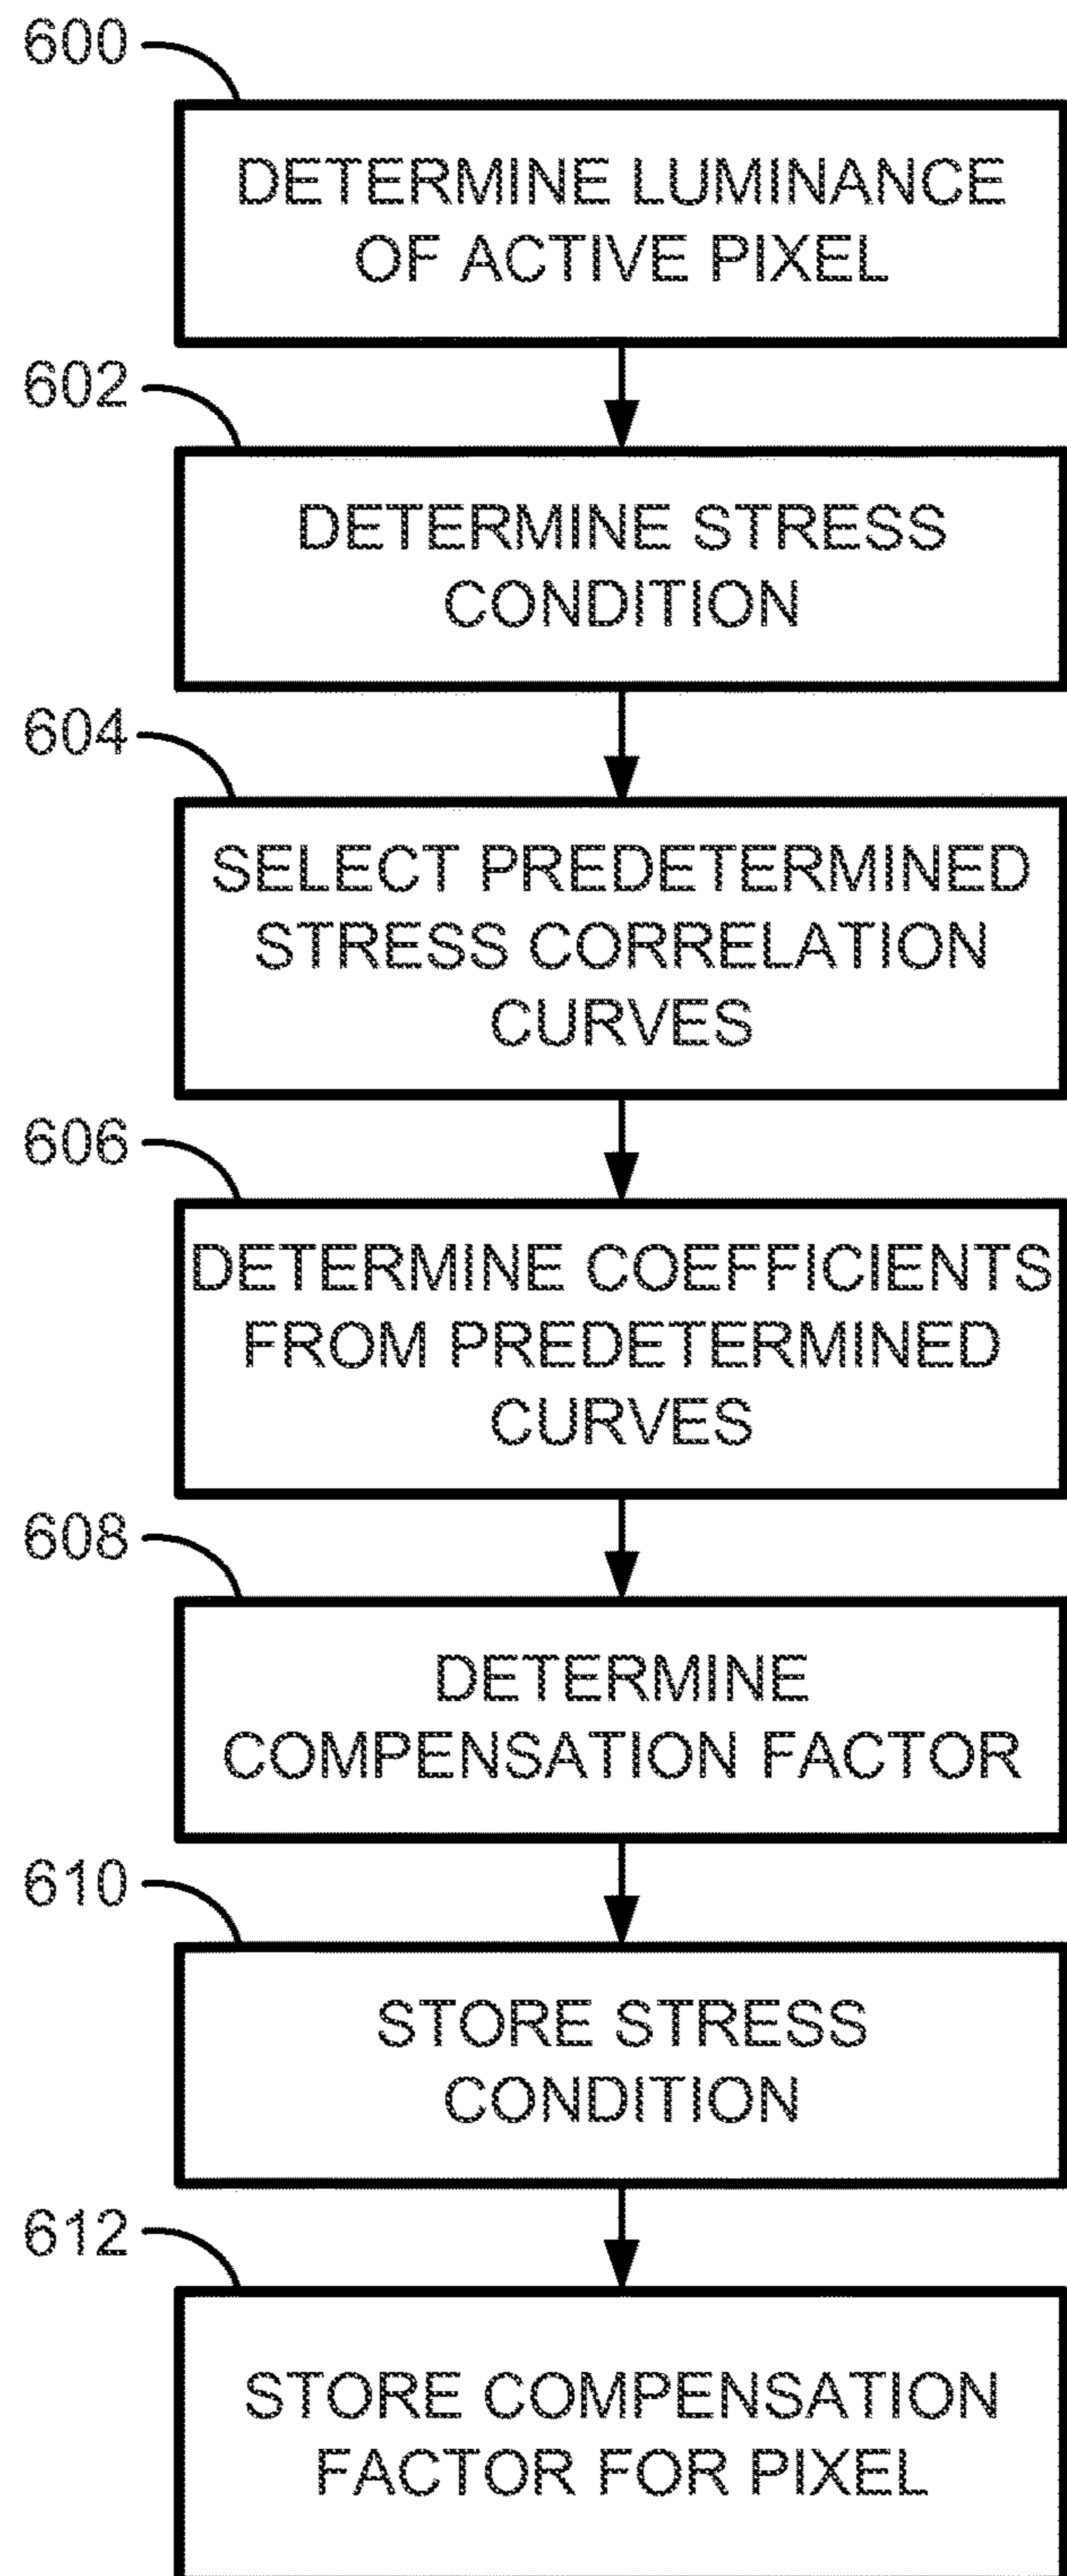 600
DETERMINE LUMINANCE
OF ACTIVE PIXEL
602
DETERMINE STRESS
CONDITION
604
SELECT PREDETERMINED
STRESS CORRELATION
CURVES
606
DETERMINE COEFFICIENTS
FROM PREDETERMINED
CURVES
608
DETERMINE
COMPENSATION FACTOR
610
STORE STRESS
CONDITION
612
STORE COMPENSATION
FACTOR FOR PIXEL